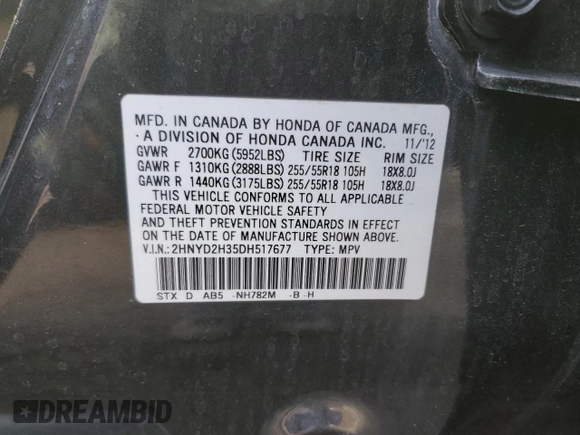 MFD. IN CANADA BY HONDA OF CANADA MFG.,
A DIVISION OF HONDA CANADA INC. 11/'12
GVWR 2700KG (5952LBS) TIRE SIZE RIM SIZE
GAWR F 1310KG (2888LBS) 255/55R18 105H 18X8.0J
GAWR R 1440KG (3175LBS) 255/55R18 105H 18X8.0J
THIS VEHICLE CONFORMS TO ALL APPLICABLE
FEDERAL MOTOR VEHICLE SAFETY
AND THEFT PREVENTION STANDARDS IN EFFECT
ON THE DATE OF MANUFACTURE SHOWN ABOVE.
V.I.N.: 2HNYD2H35DH517677 TYPE: MPV
STX D AB5 -NH782M -B -H
DREAMBID